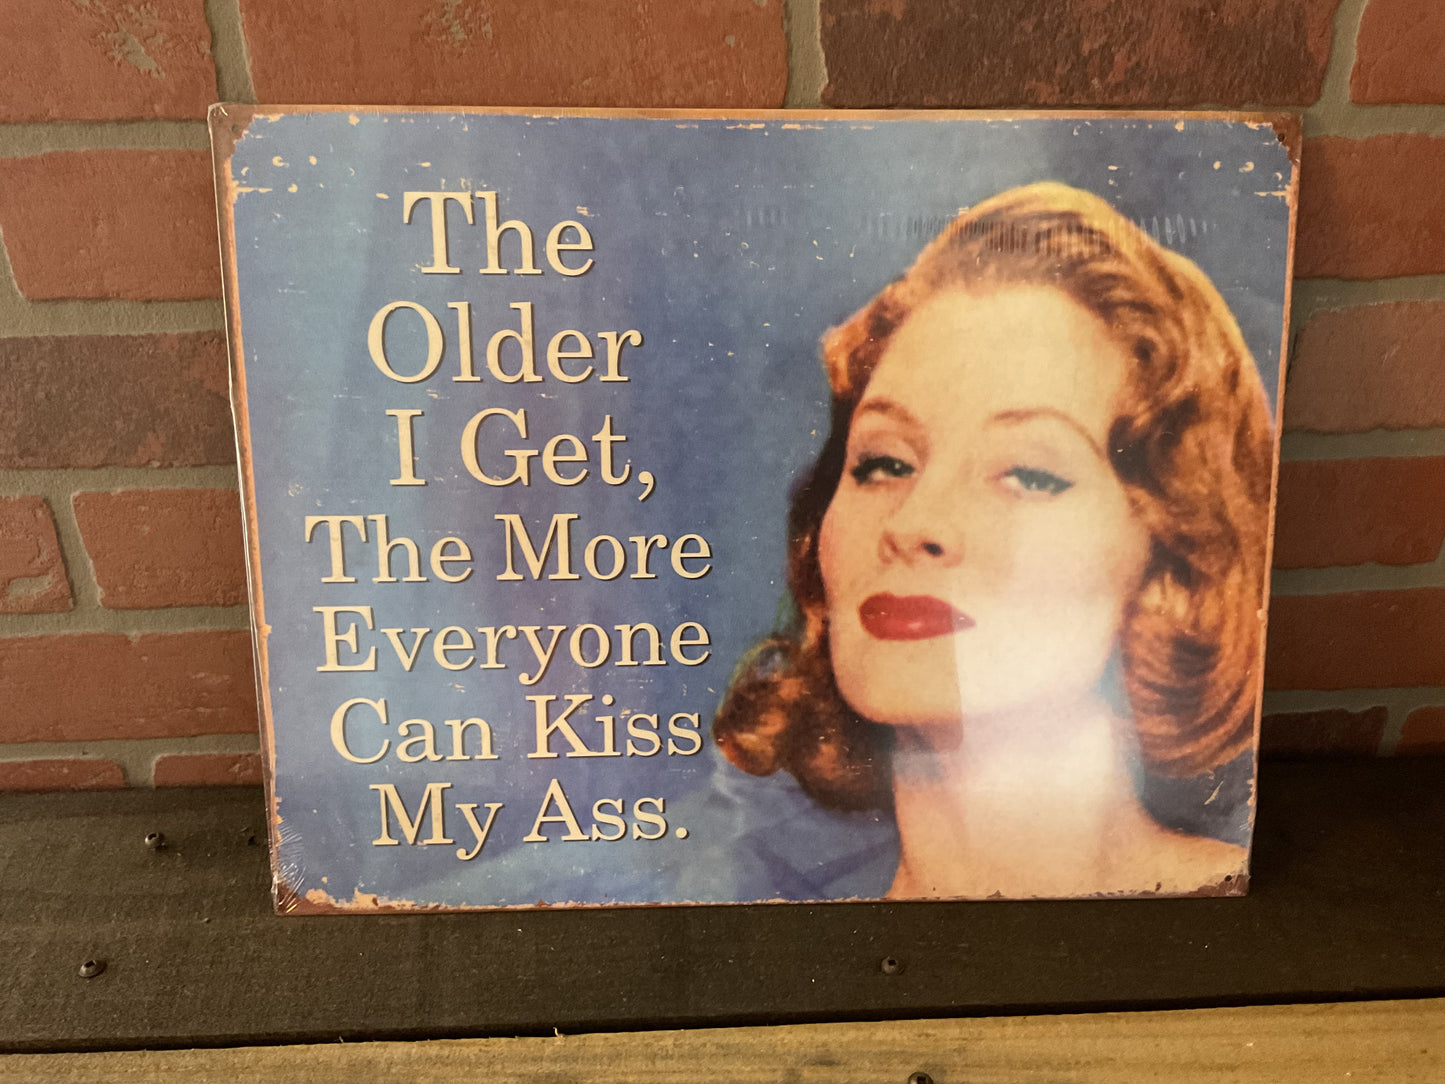 The
Older
I Get,
The More
Everyone
Can Kiss
My Ass.